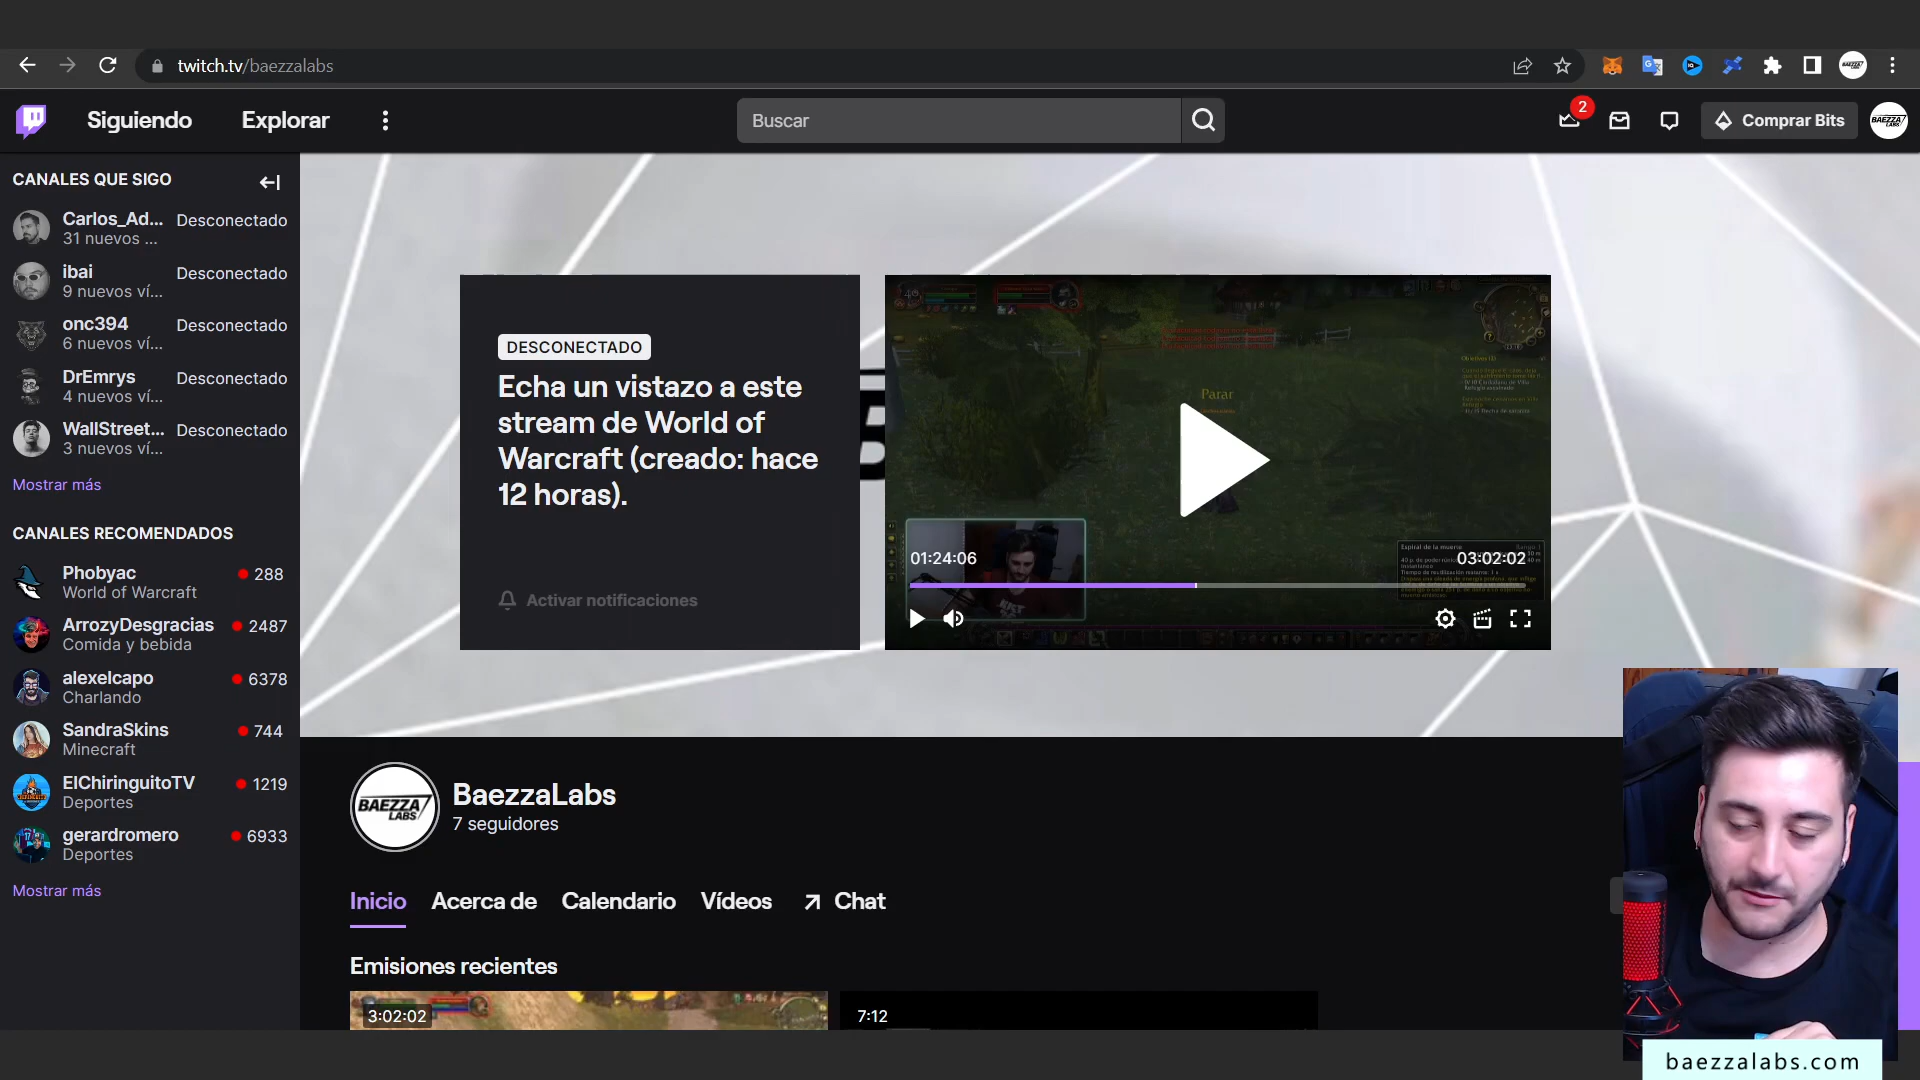 twitch.tv/baezzalabs
Siguiendo
Explorar
Buscar
2
Comprar Bits
BAEZZA LABS
CANALES QUE SIGO
Carlos_Ad...
Desconectado
31 nuevos ...
ibai
Desconectado
9 nuevos ví...
onc394
Desconectado
6 nuevos ví...
DrEmrys
Desconectado
4 nuevos ví...
WallStreet...
Desconectado
3 nuevos ví...
Mostrar más
CANALES RECOMENDADOS
Phobyac
288
World of Warcraft
ArrozyDesgracias
2487
Comida y bebida
alexelcapo
6378
Charlando
SandraSkins
744
Minecraft
ElChiringuitoTV
1219
Deportes
gerardromero
6933
Deportes
Mostrar más
DESCONECTADO
Echa un vistazo a este
stream de World of
Warcraft (creado: hace
12 horas).
Activar notificaciones
Parar
01:24:06
03:02:02
BAEZZA
LABS
BaezzaLabs
7 seguidores
Inicio
Acerca de
Calendario
Vídeos
Chat
Emisiones recientes
3:02:02
7:12
baezzalabs.com